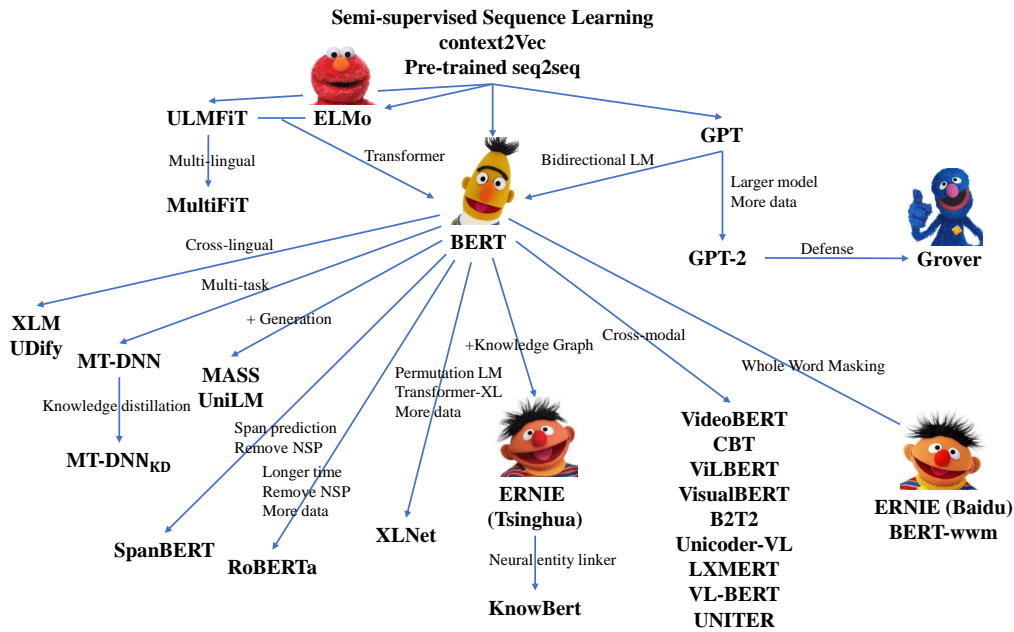 Semi-supervised Sequence Learning
context2Vec
Pre-trained seq2seq
ULMFiT
ELMo
GPT
Multi-lingual
Transformer
Bidirectional LM
Larger model
More data
MultiFiT
BERT
GPT-2
Defense
Grover
Cross-lingual
Multi-task
+ Generation
Cross-modal
+Knowledge Graph
Whole Word Masking
XLM
UDify
MT-DNN
MASS
UniLM
Permutation LM
Transformer-XL
More data
Knowledge distillation
Span prediction
Remove NSP
MT-DNNKD
Longer time
Remove NSP
More data
SpanBERT
RoBERTa
XLNet
ERNIE
(Tsinghua)
Neural entity linker
KnowBert
VideoBERT
CBT
ViLBERT
VisualBERT
B2T2
Unicoder-VL
LXMERT
VL-BERT
UNITER
ERNIE (Baidu)
BERT-wwm